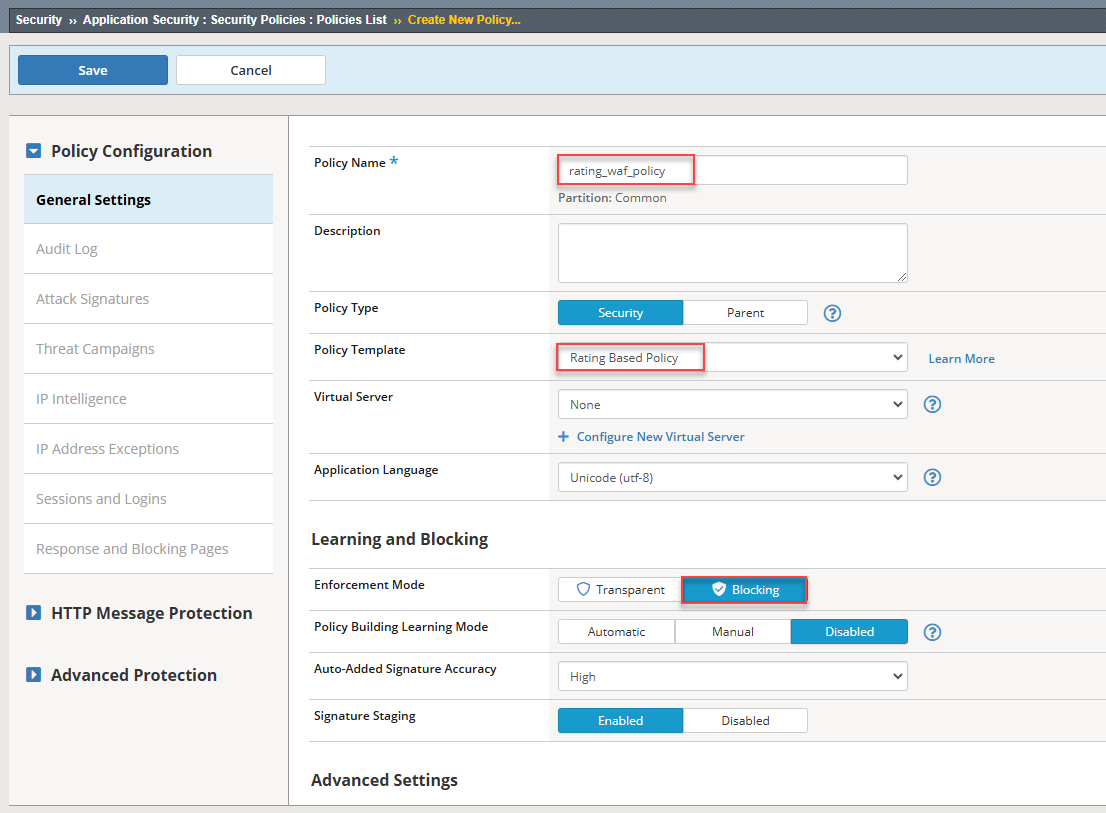 Security ›› Application Security : Security Policies : Policies List ›› Create New Policy...
Save
Cancel
Policy Configuration
General Settings
Audit Log
Attack Signatures
Threat Campaigns
IP Intelligence
IP Address Exceptions
Sessions and Logins
Response and Blocking Pages
HTTP Message Protection
Advanced Protection
Policy Name *
rating_waf_policy
Partition: Common
Description
Policy Type
Security
Parent
?
Policy Template
Rating Based Policy
Learn More
Virtual Server
None
?
+ Configure New Virtual Server
Application Language
Unicode (utf-8)
?
Learning and Blocking
Enforcement Mode
Transparent
Blocking
Policy Building Learning Mode
Automatic
Manual
Disabled
?
Auto-Added Signature Accuracy
High
Signature Staging
Enabled
Disabled
Advanced Settings